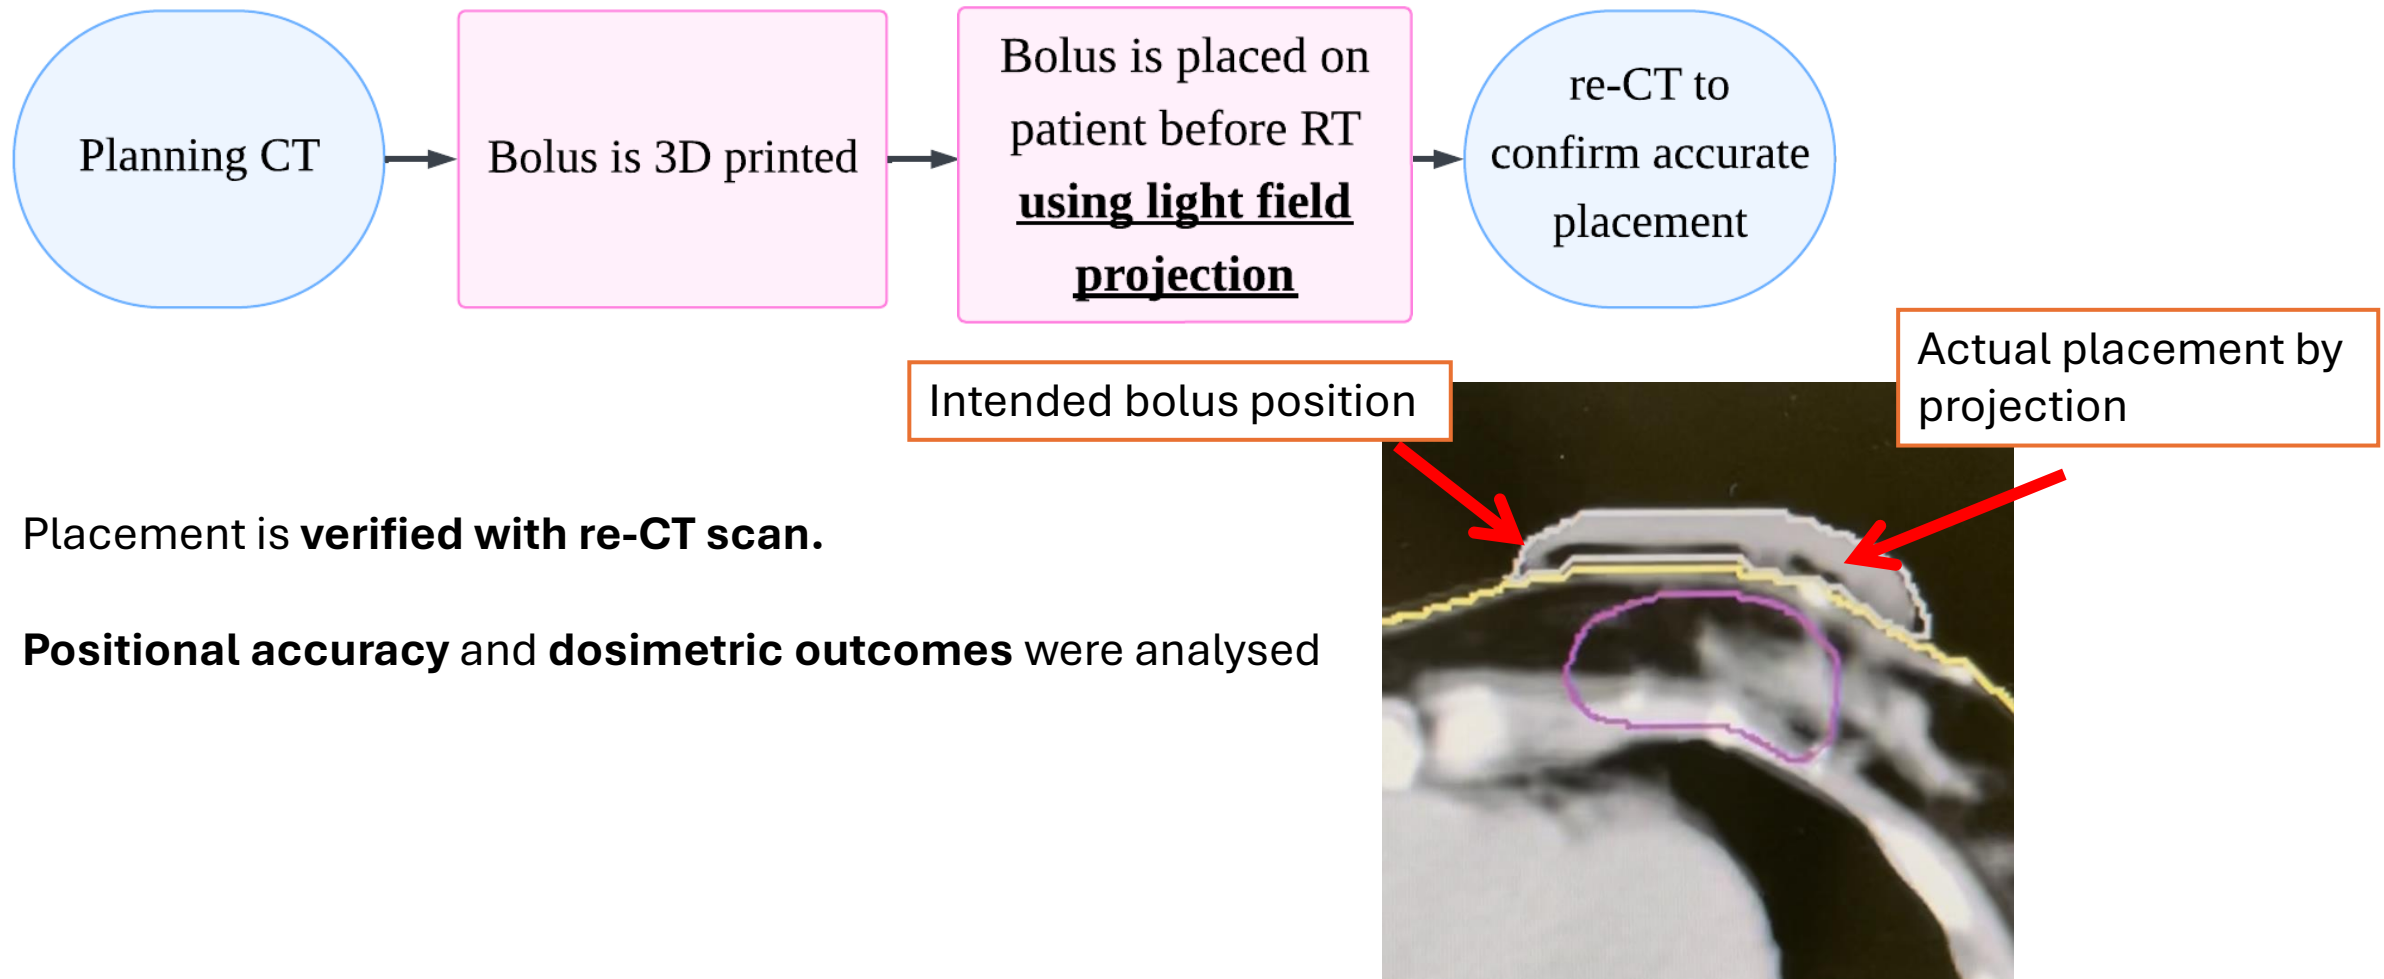 Planning CT
Bolus is 3D printed
Bolus is placed on
patient before RT
using light field
projection
re-CT to
confirm accurate
placement
Intended bolus position
Actual placement by
projection
Placement is verified with re-CT scan.
Positional accuracy and dosimetric outcomes were analysed